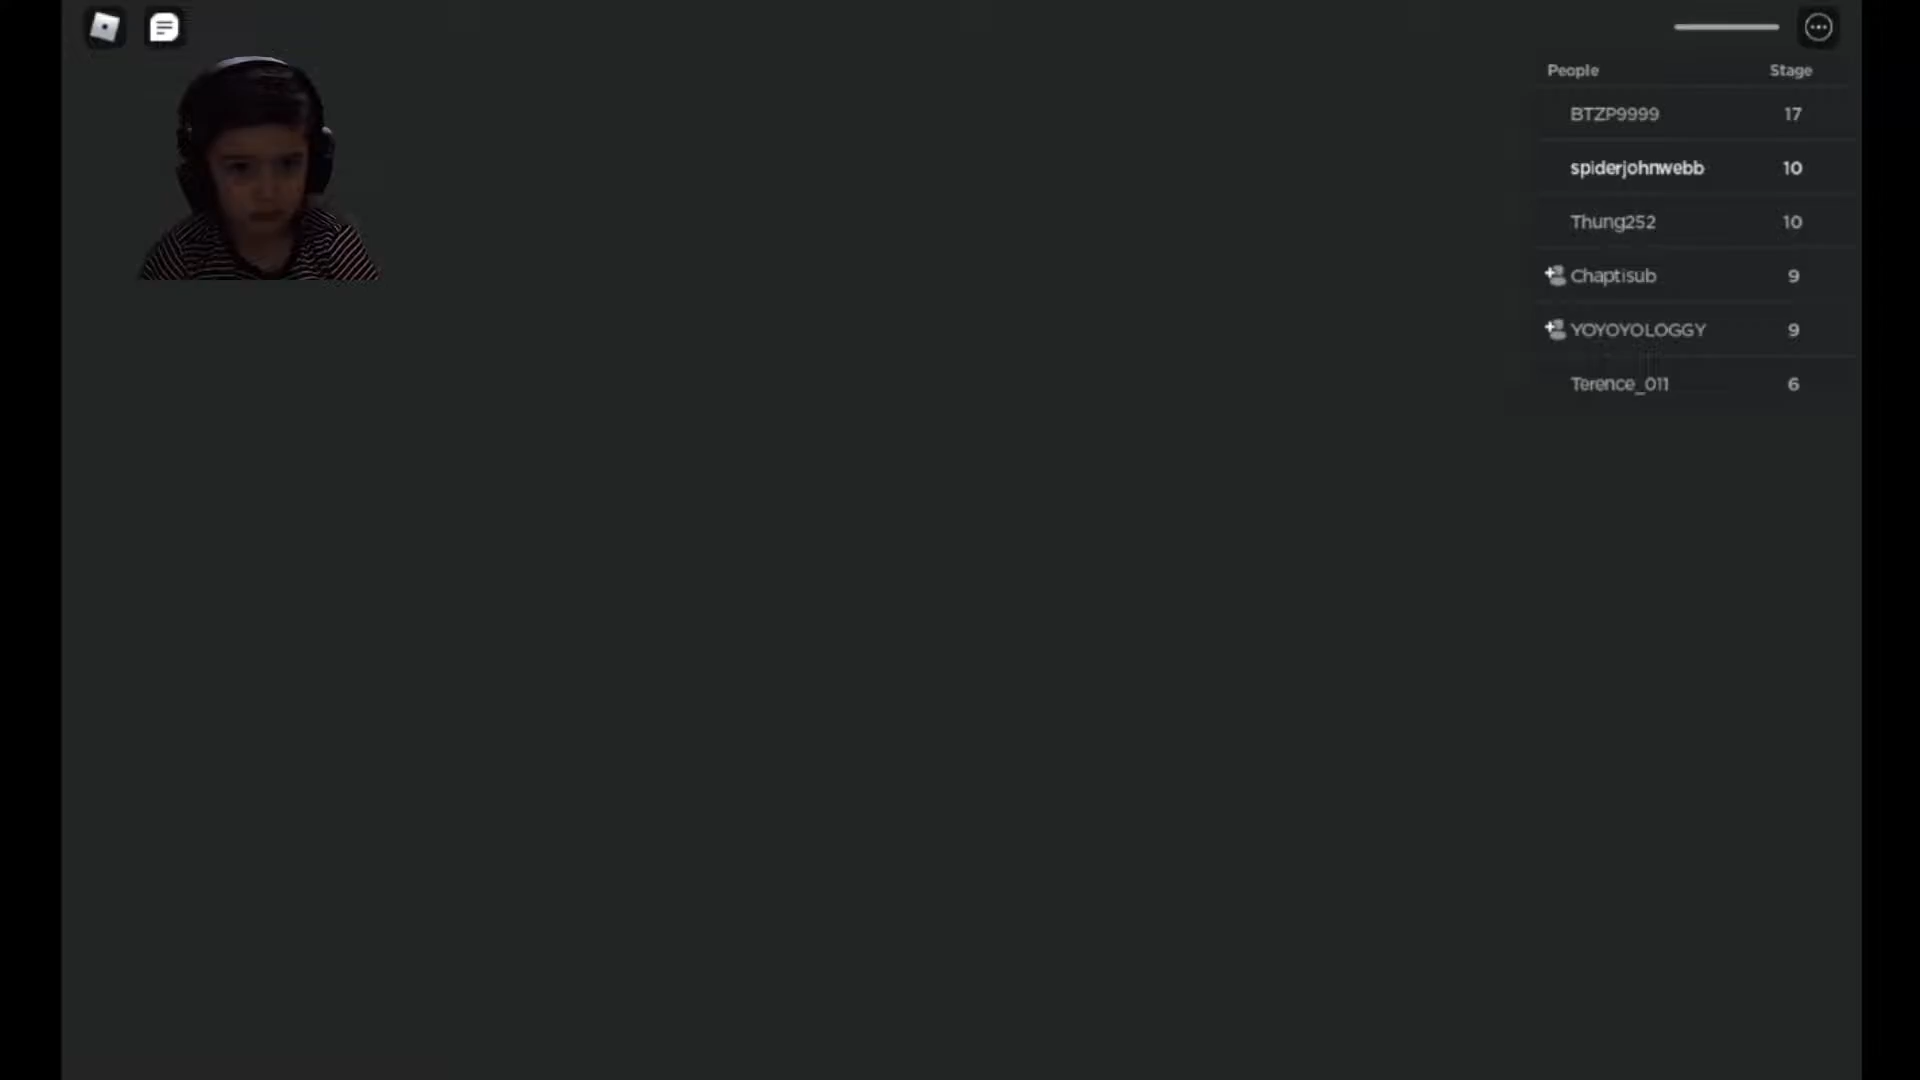 People Stage
BTZP9999 17
spiderjohnwebb 10
Thung252 10
Chaptisub 9
YOYOYOLOGGY 9
Terence_011 6